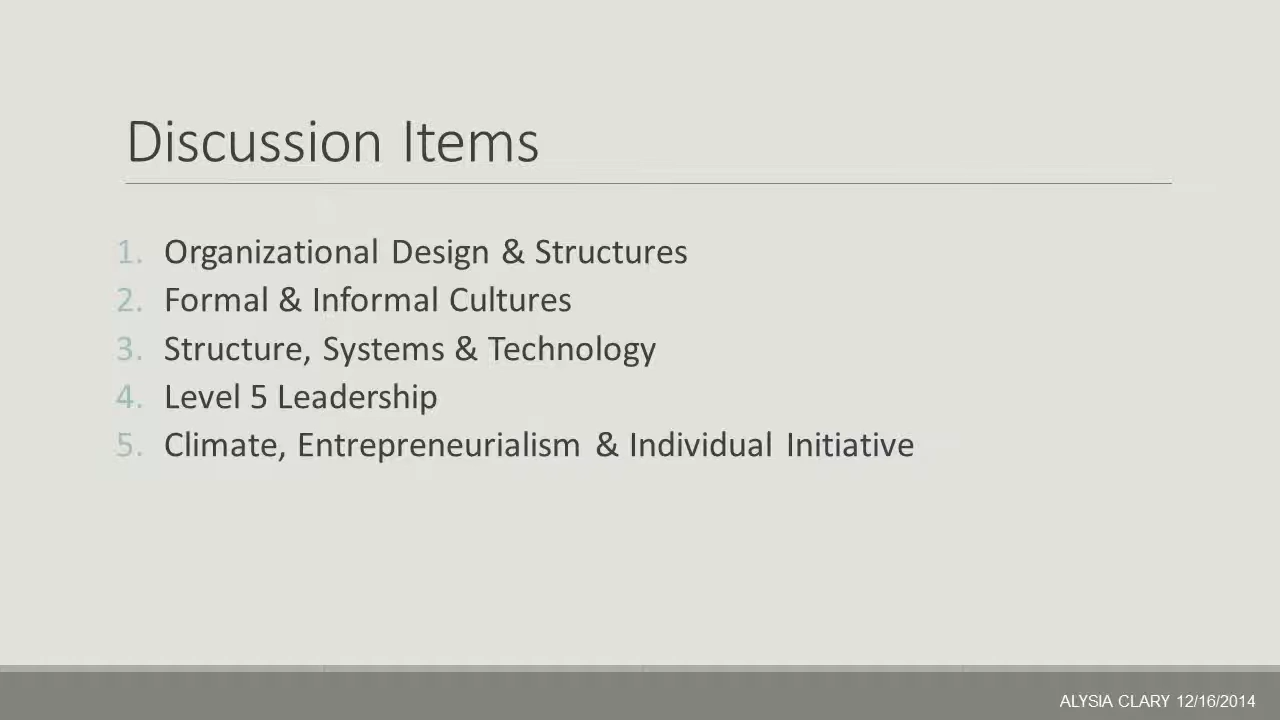 Discussion Items
1. Organizational Design & Structures
2. Formal & Informal Cultures
3. Structure, Systems & Technology
4. Level 5 Leadership
5. Climate, Entrepreneurialism & Individual Initiative
ALYSIA CLARY 12/16/2014